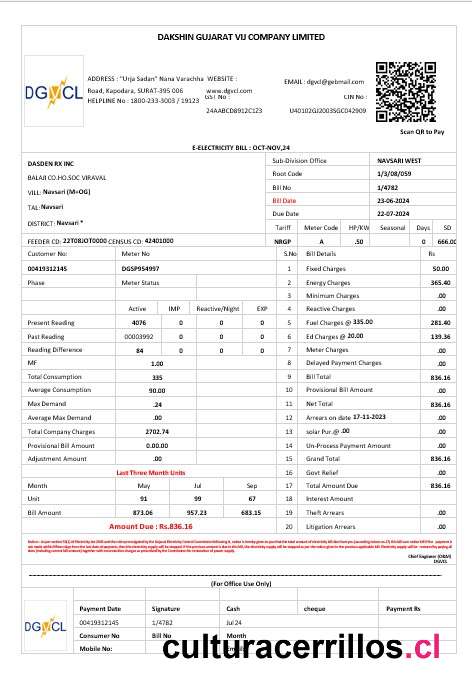 DAKSHIN GUJARAT VIJ COMPANY LIMITED
DGVCL
ADDRESS : "Urja Sadan" Nana Varachha
Road, Kapodara, SURAT-395 006
HELPLINE No : 1800-233-3003 / 19123
WEBSITE :
www.dgvcl.com
GST No :
24AABCD8912C1Z3
EMAIL : dgvcl@gebmail.com
CIN No :
U40102GJ2003SGC042909
Scan QR to Pay
E-ELECTRICITY BILL : OCT-NOV,24
DASDEN RX INC
BALAJI CO.HO.SOC VIRAVAL
VILL: Navsari (M+OG)
TAL: Navsari
DISTRICT: Navsari *
Sub-Division Office NAVSARI WEST
Root Code 1/3/08/059
Bill No 1/4782
Bill Date 23-06-2024
Due Date 22-07-2024
Tariff Meter Code HP/KW Seasonal Days SD
FEEDER CD: 22T08JOT0000 CENSUS CD: 42401000 NRGP A .50 0 666.00
Customer No: Meter No S.No Bill Details Rs
00419312145 DGSP954997 1 Fixed Charges 50.00
Phase Meter Status 2 Energy Charges 365.40
3 Minimum Charges .00
Active IMP Reactive/Night EXP 4 Reactive Charges .00
Present Reading 4076 0 0 0 5 Fuel Charges @ 335.00 281.40
Past Reading 00003992 0 0 0 6 Ed Charges @ 20.00 139.36
Reading Difference 84 0 0 0 7 Meter Charges .00
MF 1.00 8 Delayed Payment Charges .00
Total Consumption 335 9 Bill Total 836.16
Average Consumption 90.00 10 Provisional Bill Amount .00
Max Demand .24 11 Net Total 836.16
Average Max Demand .00 12 Arrears on date 17-11-2023 .00
Total Company Charges 2702.74 13 solar Pur.@ .00 .00
Provisional Bill Amount 0.00.00 14 Un-Process Payment Amount .00
Adjustment Amount .00 15 Grand Total 836.16
Last Three Month Units 16 Govt Relief .00
Month May Jul Sep 17 Total Amount Due 836.16
Unit 91 99 67 18 Interest Amount
Bill Amount 873.06 957.23 683.15 19 Theft Arrears .00
Amount Due : Rs.836.16 20 Litigation Arrears .00
Chief Engineer (O&M)
DGVCL
(For Office Use Only)
DGVCL
Payment Date Signature Cash cheque Payment Rs
00419312145 1/4782 Jul 24
Consumer No Bill No Month
Mobile No:
culturacerrillos.cl